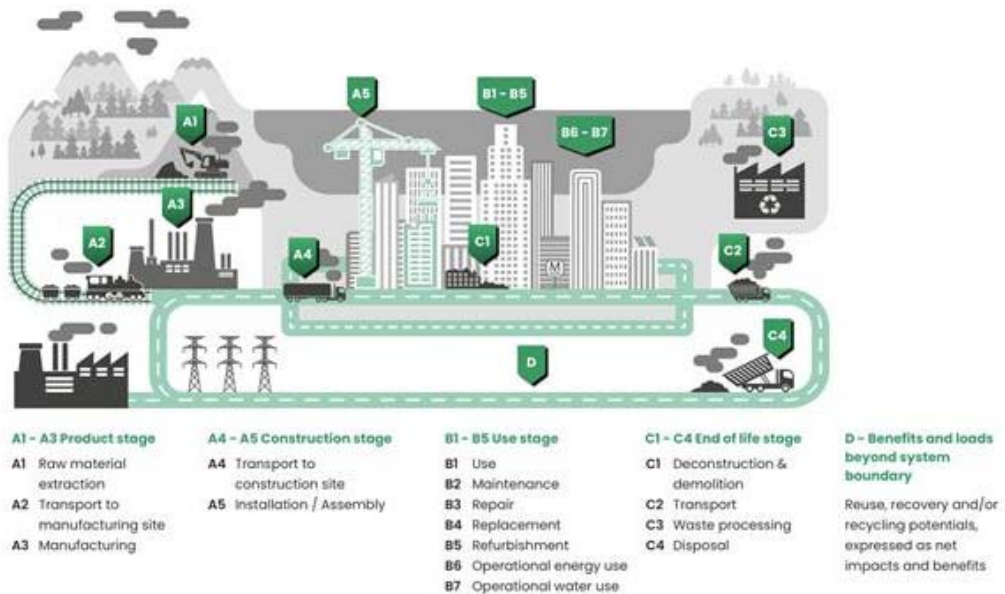 A1
A5
B1 - B5
B6 - B7
C3
A3
A2
A4
C1
C2
M
D
C4
A1 - A3 Product stage
A1 Raw material
extraction
A2 Transport to
manufacturing site
A3 Manufacturing
A4 - A5 Construction stage
A4 Transport to
construction site
A5 Installation / Assembly
B1 - B5 Use stage
B1 Use
B2 Maintenance
B3 Repair
B4 Replacement
B5 Refurbishment
B6 Operational energy use
B7 Operational water use
C1 - C4 End of life stage
C1 Deconstruction &
demolition
C2 Transport
C3 Waste processing
C4 Disposal
D - Benefits and loads
beyond system
boundary
Reuse, recovery and/or
recycling potentials,
expressed as net
impacts and benefits